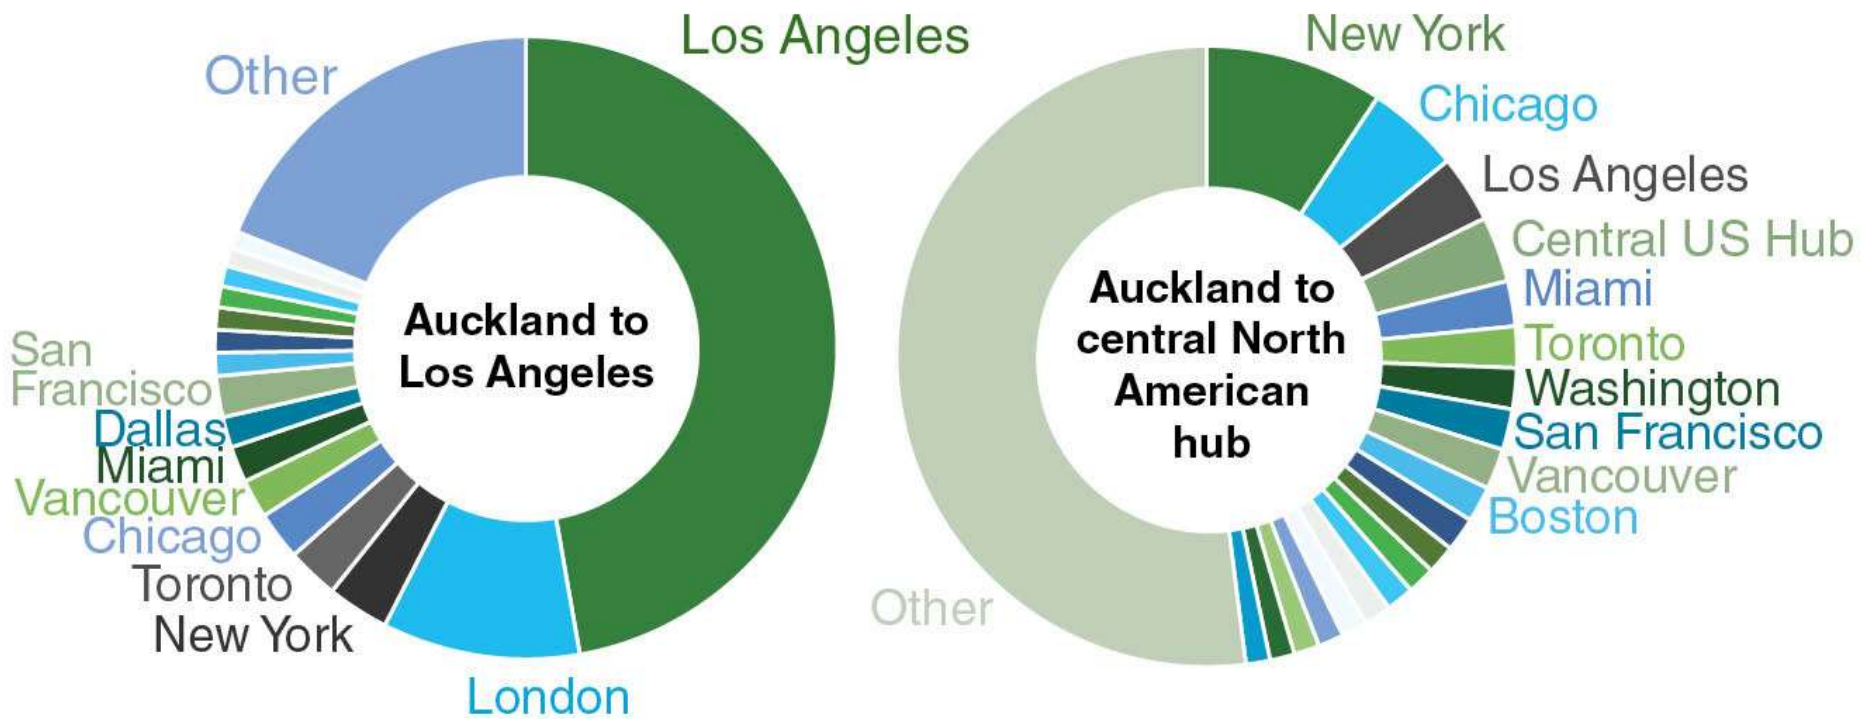 Other
Los Angeles
Auckland to
Los Angeles
San
Francisco
Dallas
Miami
Vancouver
Chicago
Toronto
New York
London
New York
Chicago
Los Angeles
Central US Hub
Miami
Toronto
Washington
San Francisco
Vancouver
Boston
Auckland to
central North
American
hub
Other